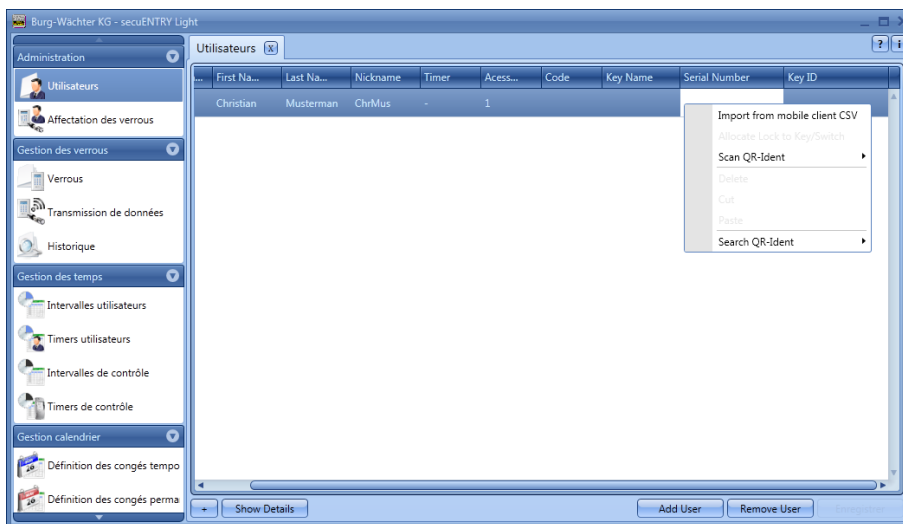 Burg-Wächter KG - secuENTRY Light
Administration
Utilisateurs
Affectation des verrous
Gestion des verrous
Verrous
Transmission de données
Historique
Gestion des temps
Intervalles utilisateurs
Timers utilisateurs
Intervalles de contrôle
Timers de contrôle
Gestion calendrier
Définition des congés tempo
Définition des congés perma
Utilisateurs X
? i
... First Na... Last Na... Nickname Timer Acess... Code Key Name Serial Number Key ID
Christian Musterman ChrMus - 1
Import from mobile client CSV
Allocate Lock to Key/Switch
Scan QR-Ident
Delete
Cut
Paste
Search QR-Ident
+ Show Details Add User Remove User